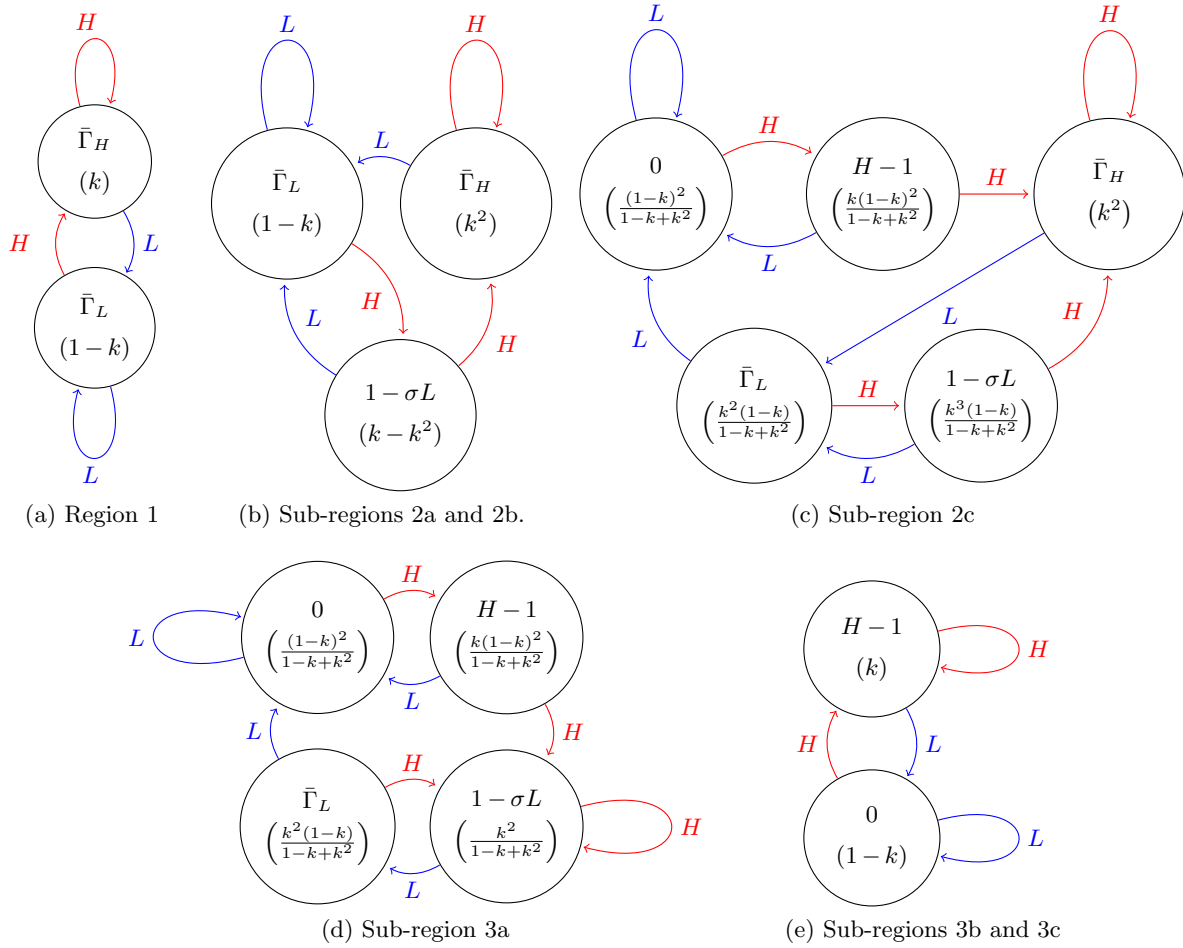 H
Γ̄_H
(k)
H
L
Γ̄_L
(1−k)
L
(a) Region 1
L
H
L
Γ̄_L
(1−k)
Γ̄_H
(k²)
L
H
H
1 − σL
(k − k²)
(b) Sub-regions 2a and 2b.
L
H
H
0
((1−k)²/(1−k+k²))
H − 1
(k(1−k)²/(1−k+k²))
H
Γ̄_H
(k²)
L
L
L
H
Γ̄_L
(k²(1−k)/(1−k+k²))
H
1 − σL
(k³(1−k)/(1−k+k²))
L
(c) Sub-region 2c
H
L
0
((1−k)²/(1−k+k²))
H − 1
(k(1−k)²/(1−k+k²))
L
L
H
H
Γ̄_L
(k²(1−k)/(1−k+k²))
1 − σL
(k²/(1−k+k²))
H
L
(d) Sub-region 3a
H − 1
(k)
H
H
L
0
(1−k)
L
(e) Sub-regions 3b and 3c